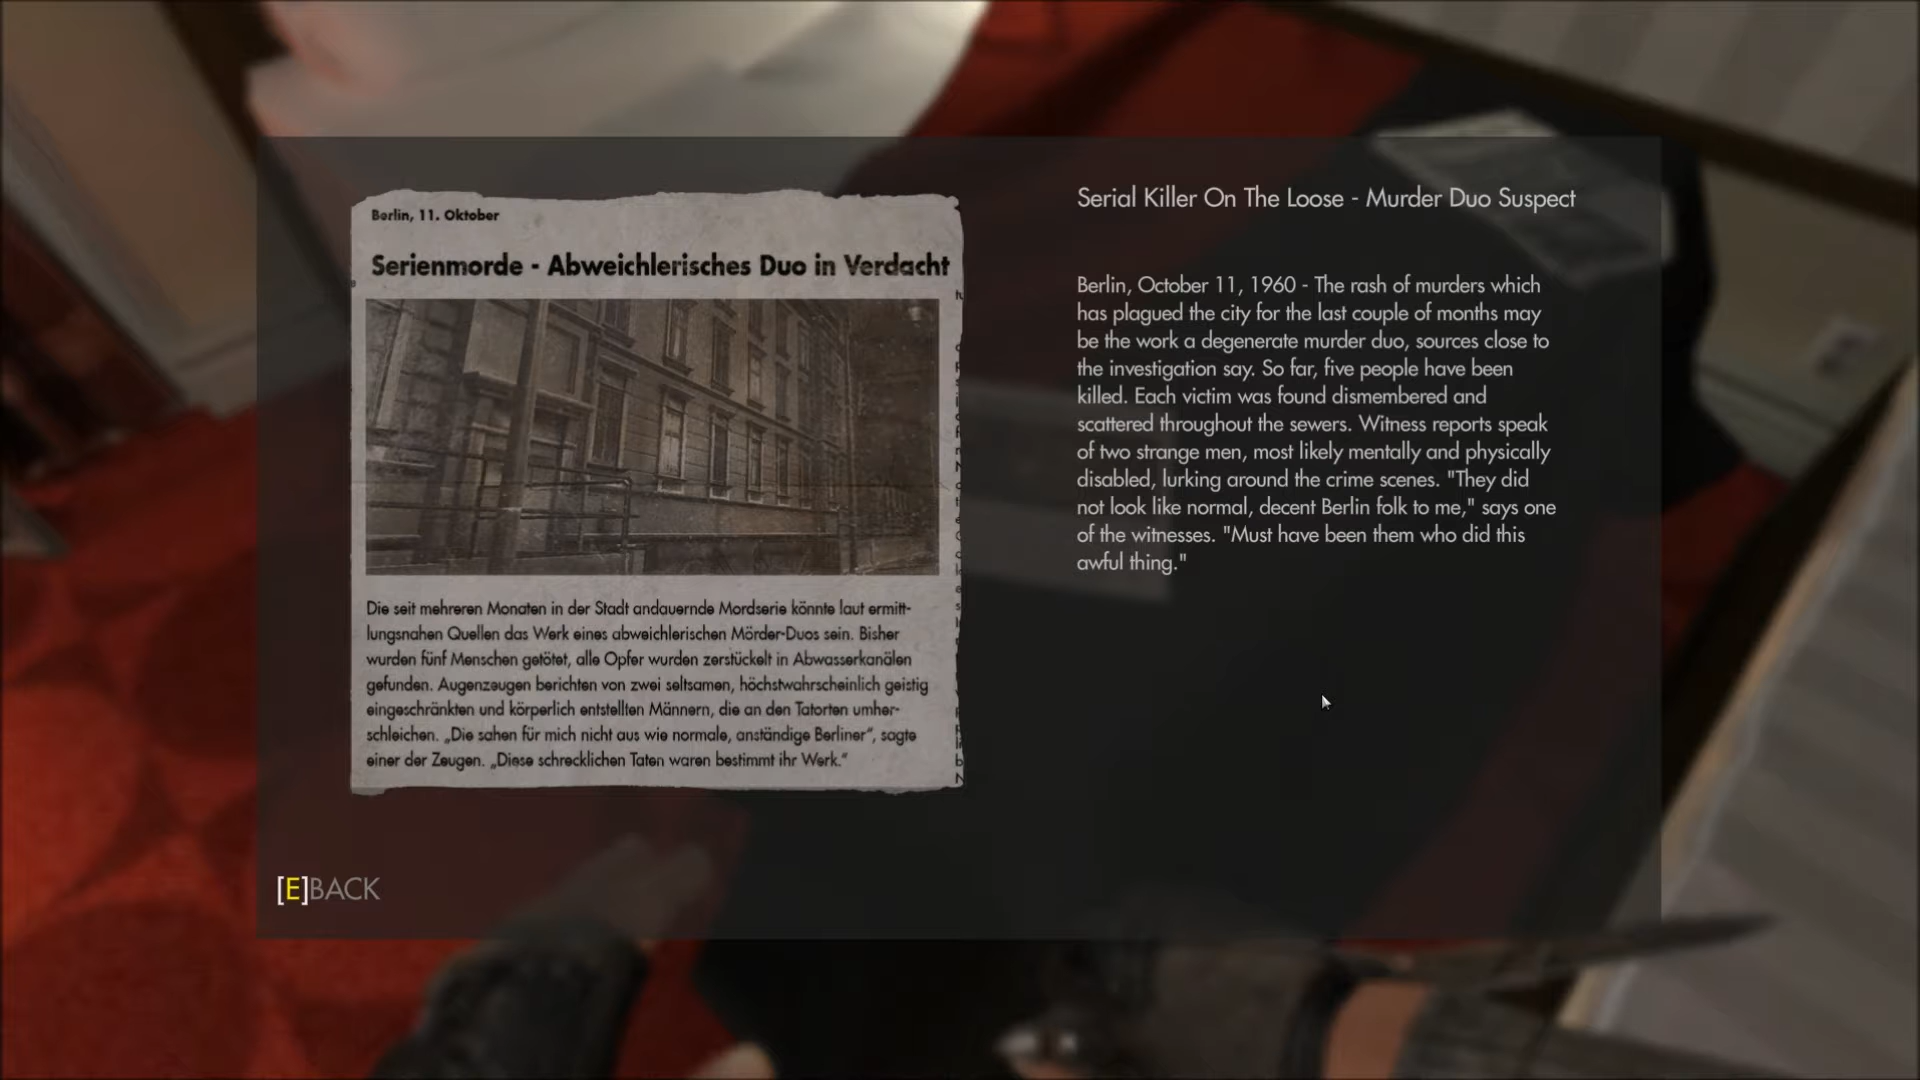 Berlin, 11. Oktober
Serienmorde - Abweichlerisches Duo in Verdacht
Die seit mehreren Monaten in der Stadt andauernde Mordserie könnte laut ermitt-
lungsnahen Quellen das Werk eines abweichlerischen Mörder-Duos sein. Bisher
wurden fünf Menschen getötet, alle Opfer wurden zerstückelt in Abwasserkanälen
gefunden. Augenzeugen berichten von zwei seltsamen, höchstwahrscheinlich geistig
eingeschränkten und körperlich entstellten Männern, die an den Tatorten umher-
schleichen. „Die sahen für mich nicht aus wie normale, anständige Berliner“, sagte
einer der Zeugen. „Diese schrecklichen Taten waren bestimmt ihr Werk.“
Serial Killer On The Loose - Murder Duo Suspect
Berlin, October 11, 1960 - The rash of murders which
has plagued the city for the last couple of months may
be the work a degenerate murder duo, sources close to
the investigation say. So far, five people have been
killed. Each victim was found dismembered and
scattered throughout the sewers. Witness reports speak
of two strange men, most likely mentally and physically
disabled, lurking around the crime scenes. "They did
not look like normal, decent Berlin folk to me," says one
of the witnesses. "Must have been them who did this
awful thing."
[E]BACK